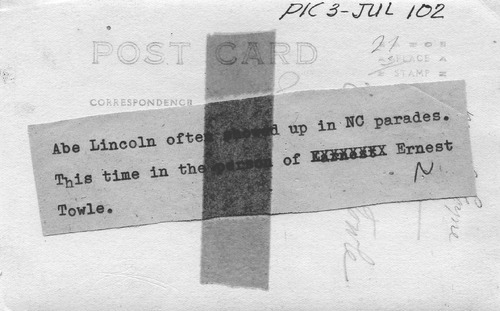 PIC 3-JUL 102
POST CARD
PLACE
STAMP
CORRESPONDENCE
Abe Lincoln often showed up in NC parades.
This time in the person of Ernest
N
Towle.